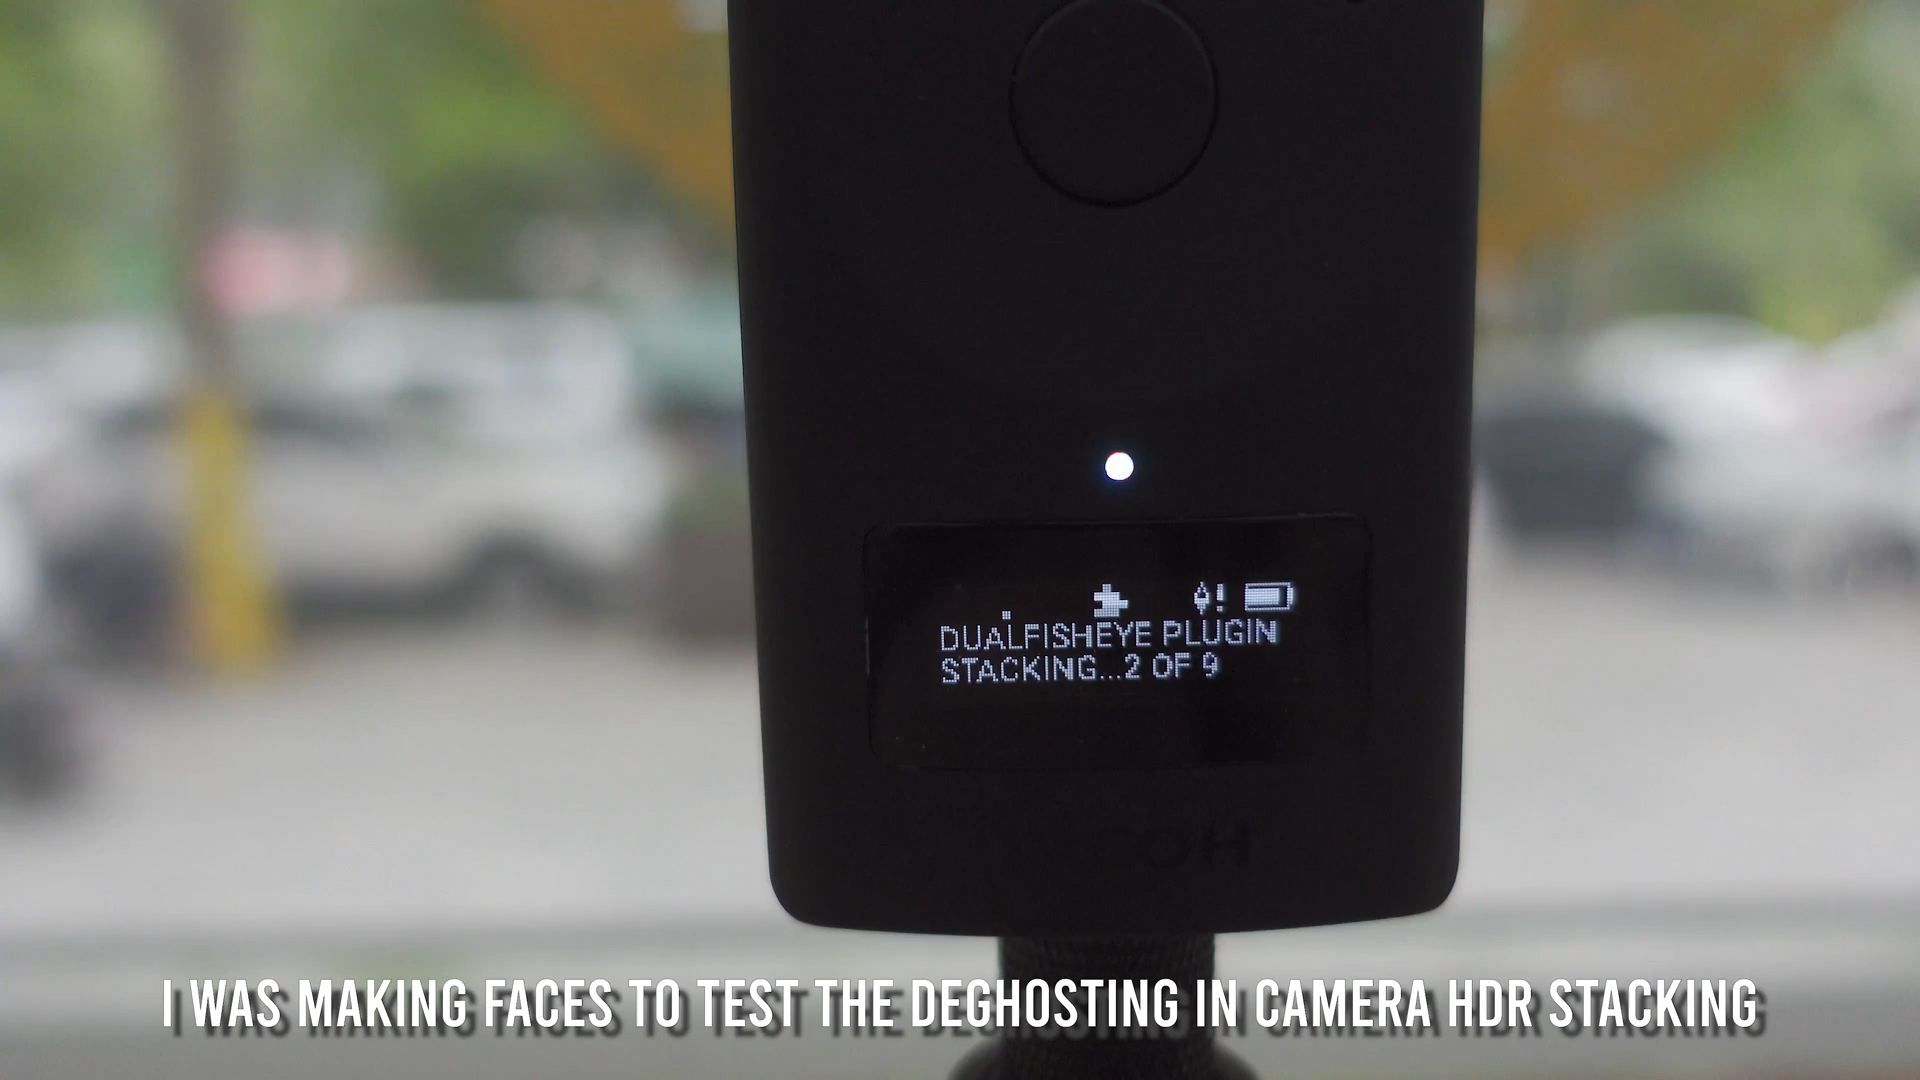 DUALFISHEYE PLUGIN
STACKING...2 OF 9
I WAS MAKING FACES TO TEST THE DEGHOSTING IN CAMERA HDR STACKING